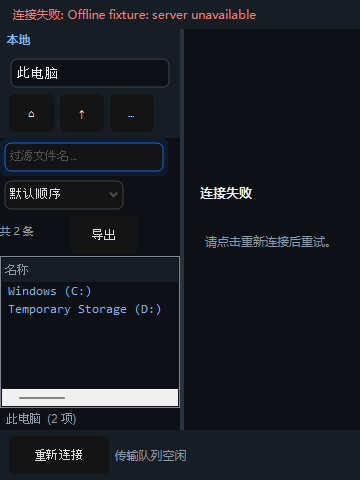 连接失败: Offline fixture: server unavailable
本地
此电脑
⌂ ↑ …
过滤文件名…
默认顺序
共 2 条 导出
名称
Windows (C:)
Temporary Storage (D:)
此电脑 (2 项)
连接失败
请点击重新连接后重试。
重新连接 传输队列空闲